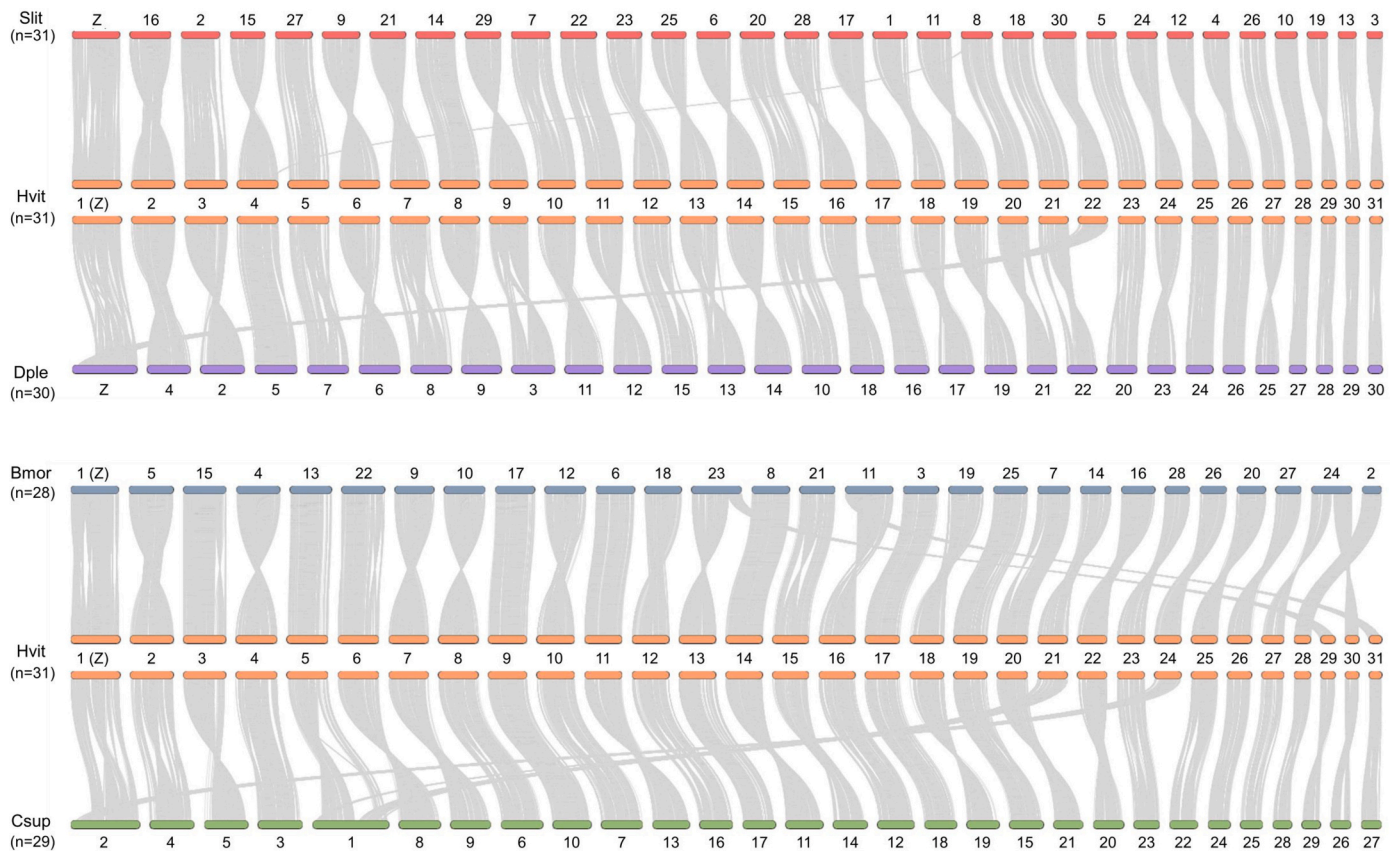 Slit Z 16 2 15 27 9 21 14 29 7 22 23 25 6 20 28 17 1 11 8 18 30 5 24 12 4 26 10 19 13 3
(n=31)
Hvit
(n=31) 1 (Z) 2 3 4 5 6 7 8 9 10 11 12 13 14 15 16 17 18 19 20 21 22 23 24 25 26 27 28 29 30 31
Dple
(n=30) Z 4 2 5 7 6 8 9 3 11 12 15 13 14 10 18 16 17 19 21 22 20 23 24 26 25 27 28 29 30
Bmor 1 (Z) 5 15 4 13 22 9 10 17 12 6 18 23 8 21 11 3 19 25 7 14 16 28 26 20 27 24 2
(n=28)
Hvit 1 (Z) 2 3 4 5 6 7 8 9 10 11 12 13 14 15 16 17 18 19 20 21 22 23 24 25 26 27 28 29 30 31
(n=31)
Csup
(n=29) 2 4 5 3 1 8 9 6 10 7 13 16 17 11 14 12 18 19 15 21 20 23 22 24 25 28 29 26 27